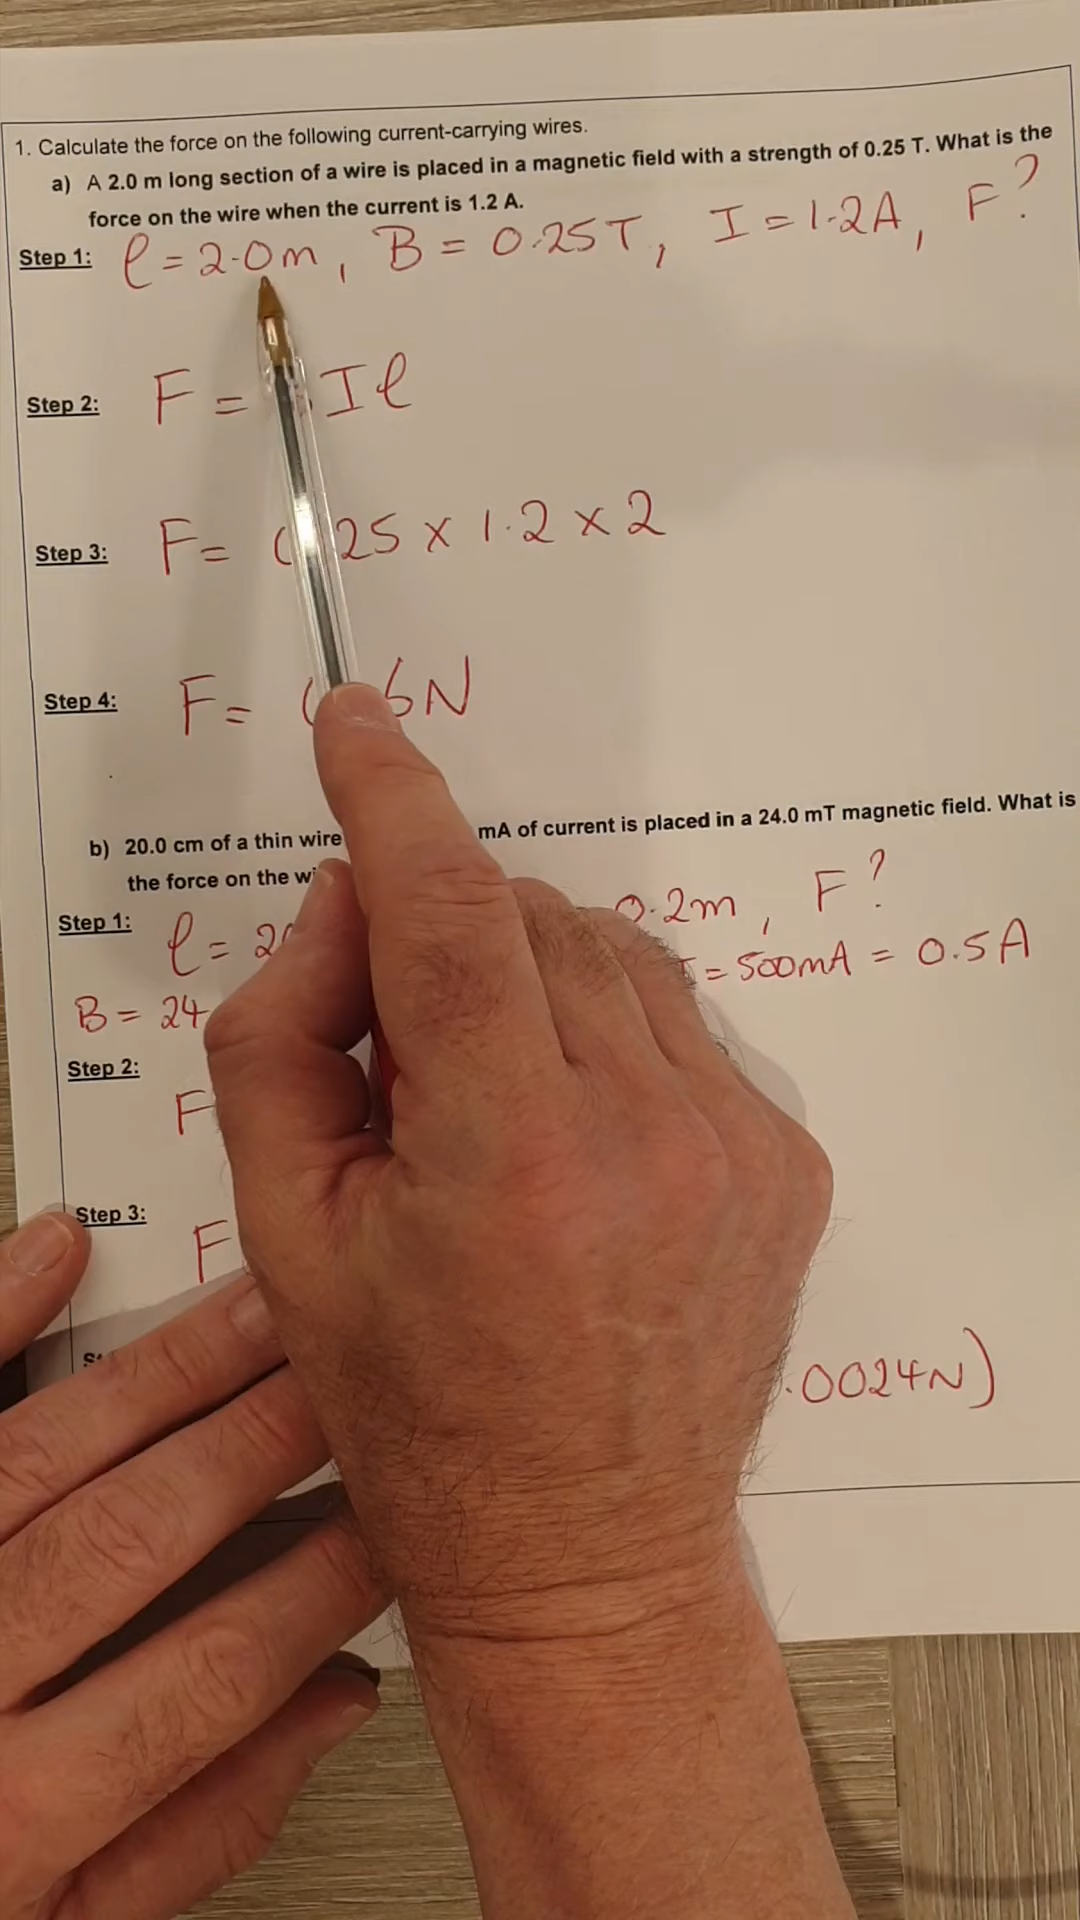 1. Calculate the force on the following current-carrying wires.
a) A 2.0 m long section of a wire is placed in a magnetic field with a strength of 0.25 T. What is the
force on the wire when the current is 1.2 A.
Step 1: ℓ = 2.0m, B = 0.25T, I = 1.2A, F?
Step 2: F = Iℓ
Step 3: F = 25 × 1.2 × 2
Step 4: F = 6N
b) 20.0 cm of a thin wire mA of current is placed in a 24.0 mT magnetic field. What is
the force on the
Step 1: ℓ = 0.2m, F?
B = 24 = 500mA = 0.5A
Step 2:
F
Step 3:
F
.0024N)